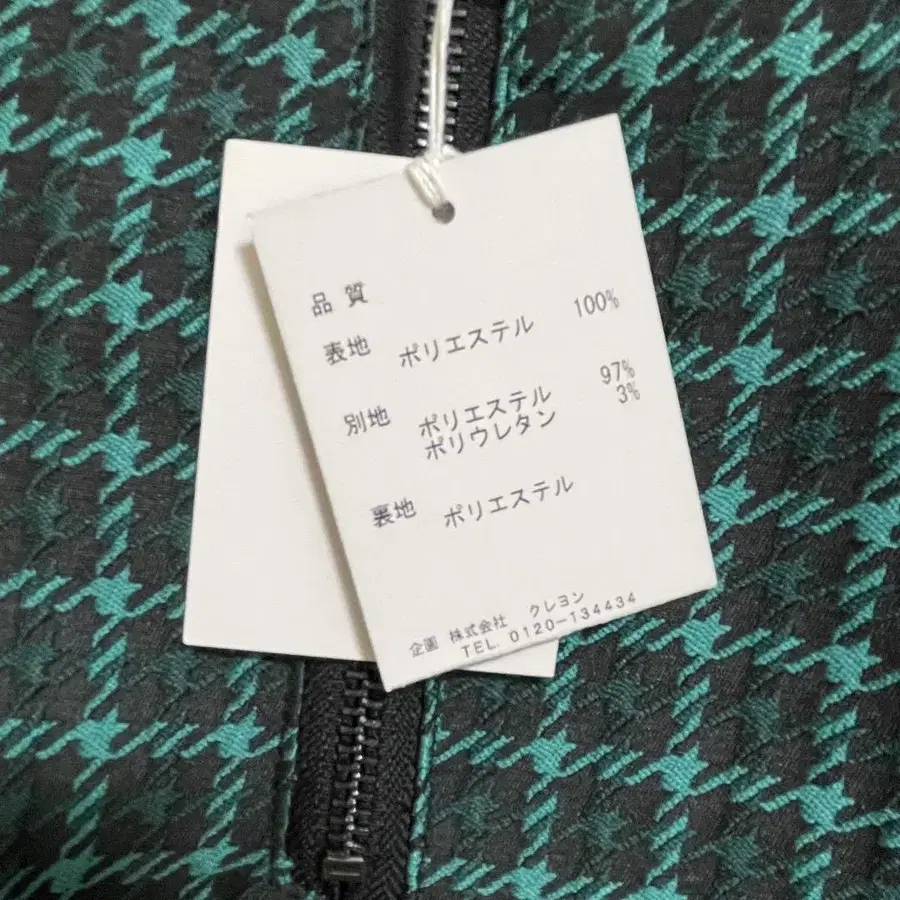 品質
表地 ポリエステル 100%
別地 ポリエステル 97%
ポリウレタン 3%
裏地 ポリエステル
企画 株式会社 クレヨン
TEL. 0120-134434